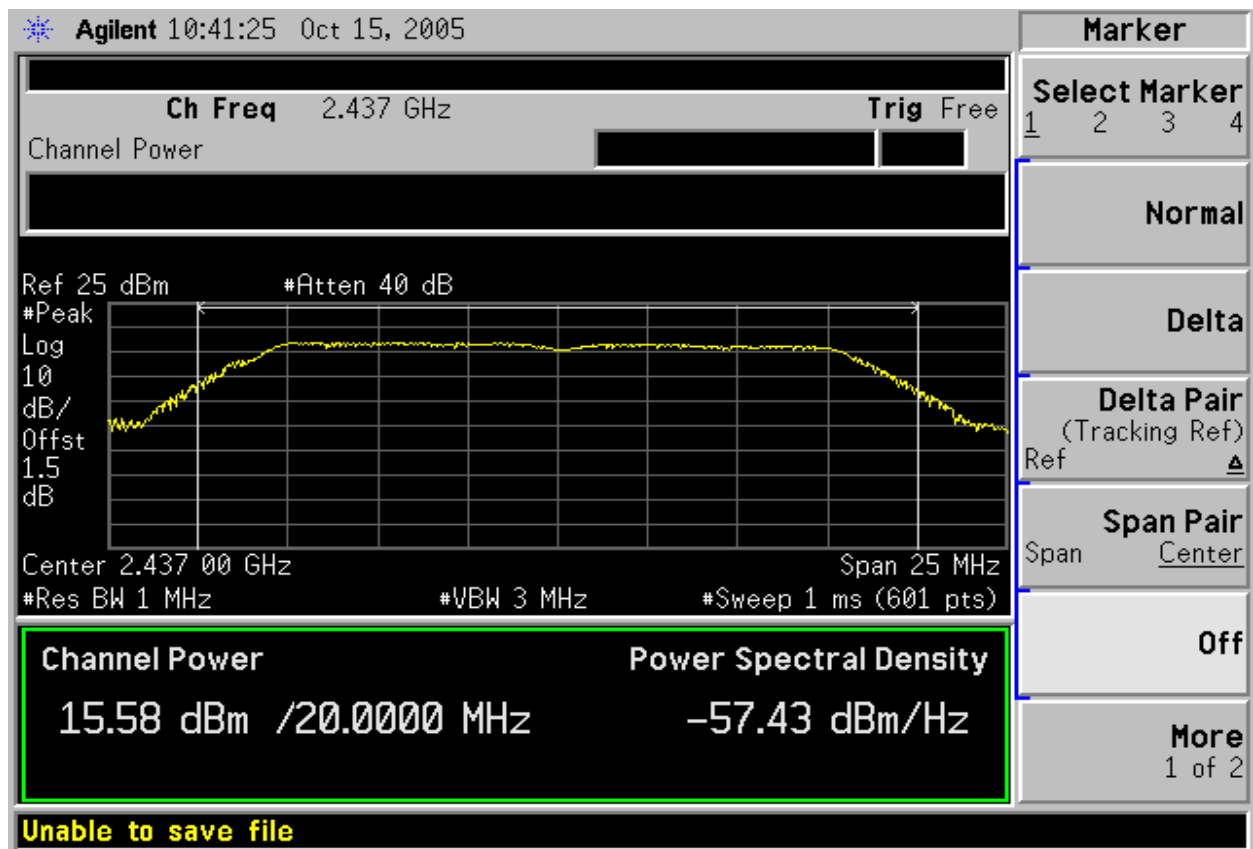 Agilent 10:41:25 Oct 15, 2005
Marker
Ch Freq 2.437 GHz Trig Free
Channel Power
Select Marker
1 2 3 4
Normal
Delta
Delta Pair
(Tracking Ref)
Ref Δ
Span Pair
Span Center
Off
More
1 of 2
Ref 25 dBm #Atten 40 dB
#Peak
Log
10
dB/
Offst
1.5
dB
Center 2.437 00 GHz Span 25 MHz
#Res BW 1 MHz #VBW 3 MHz #Sweep 1 ms (601 pts)
Channel Power Power Spectral Density
15.58 dBm /20.0000 MHz -57.43 dBm/Hz
Unable to save file